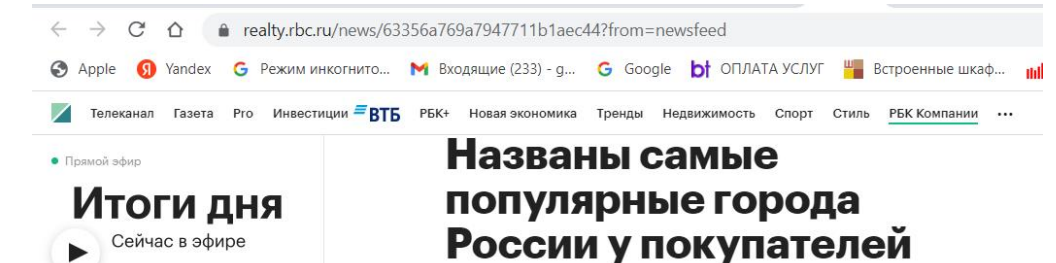 realty.rbc.ru/news/63356a769a7947711b1aec44?from=newsfeed
Apple Yandex Режим инкогнито... Входящие (233) - g... Google bt ОПЛАТА УСЛУГ Встроенные шкаф...
Телеканал Газета Pro Инвестиции ВТБ РБК+ Новая экономика Тренды Недвижимость Спорт Стиль РБК Компании ...
Прямой эфир
Итоги дня
Сейчас в эфире
Названы самые
популярные города
России у покупателей